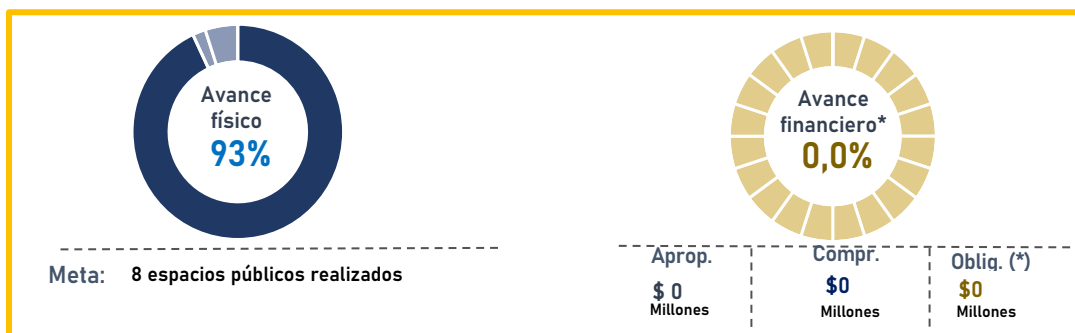 Avance
físico
93%
Meta: 8 espacios públicos realizados
Avance
financiero*
0,0%
Aprop.
$ 0
Millones
Compr.
$0
Millones
Oblig. (*)
$0
Millones